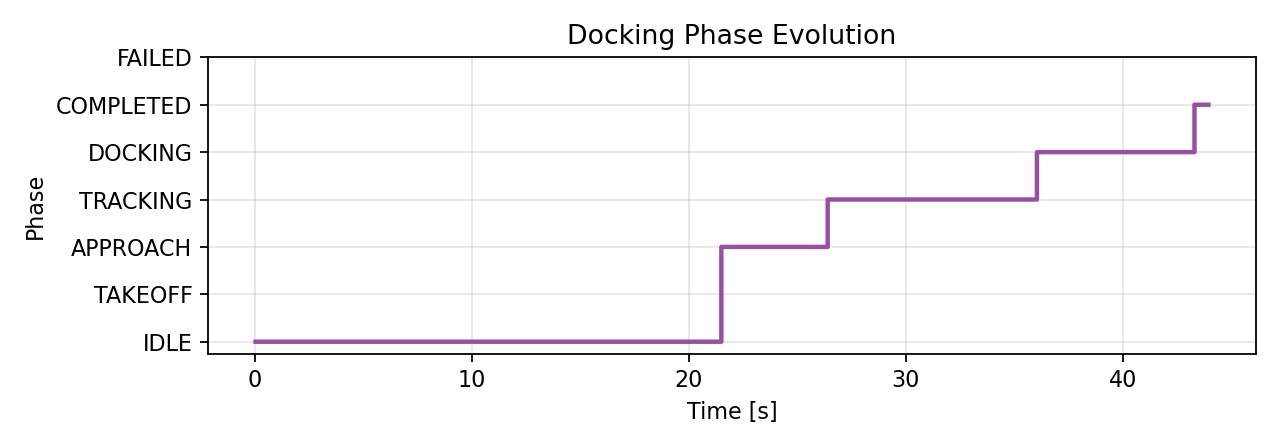 Docking Phase Evolution
FAILED
COMPLETED
DOCKING
TRACKING
APPROACH
TAKEOFF
IDLE
Phase
0 10 20 30 40
Time [s]